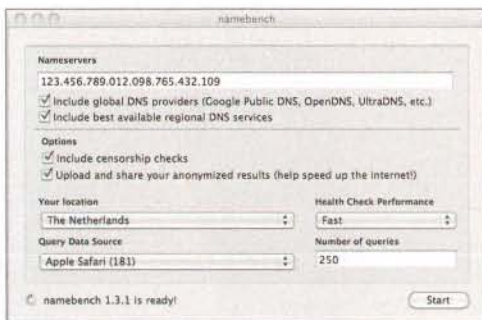 namebench
Nameservers
123.456.789.012.098.765.432.109
Include global DNS providers (Google Public DNS, OpenDNS, UltraDNS, etc.)
Include best available regional DNS services
Options
Include censorship checks
Upload and share your anonymized results (help speed up the internet!)
Your location
Health Check Performance
The Netherlands
Fast
Query Data Source
Number of queries
Apple Safari (181)
250
namebench 1.3.1 is ready!
Start